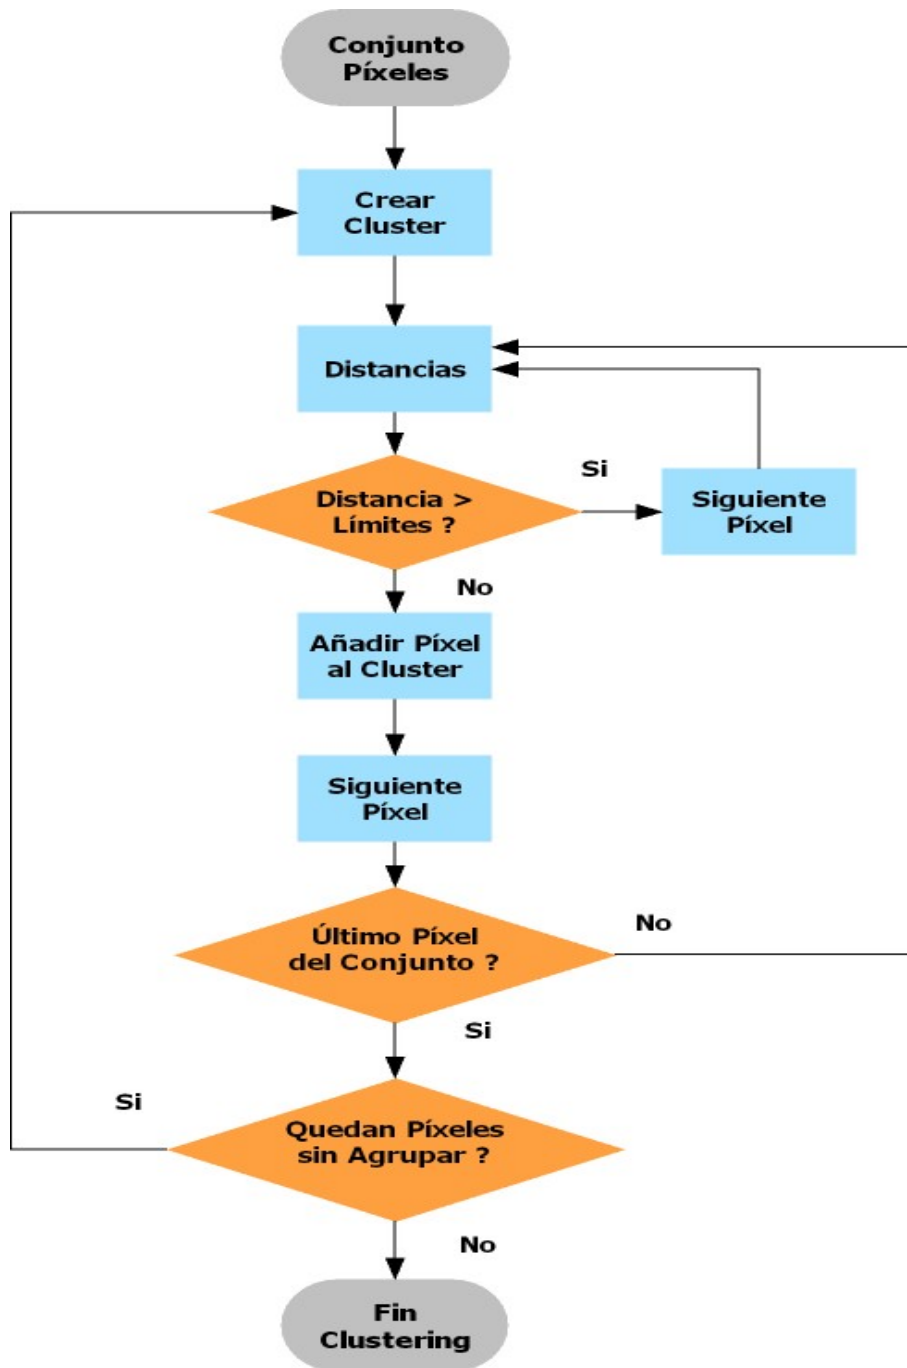 Conjunto
Píxeles
Crear
Cluster
Distancias
Distancia >
Límites ?
Si
Siguiente
Píxel
No
Añadir Píxel
al Cluster
Siguiente
Píxel
Último Píxel
del Conjunto ?
No
Si
Quedan Píxeles
sin Agrupar ?
Si
No
Fin
Clustering